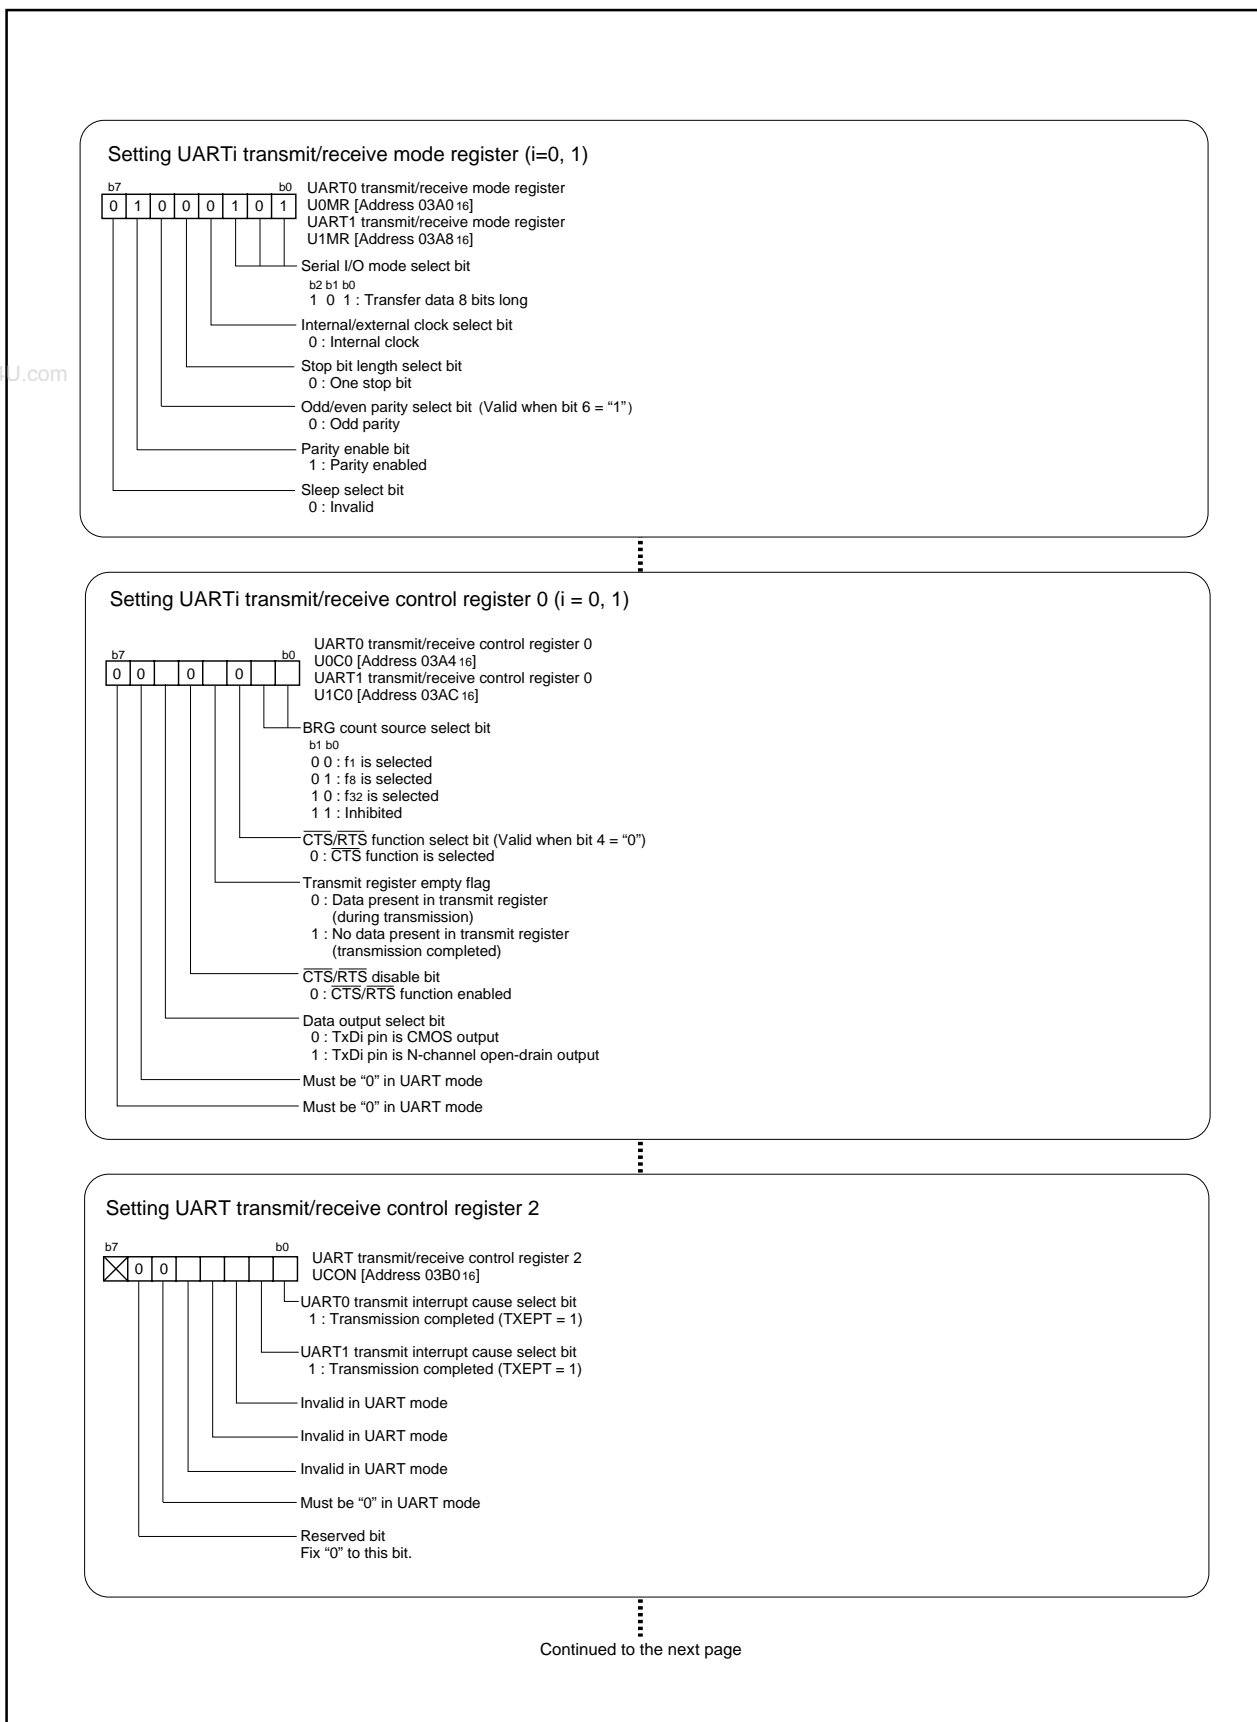 Setting UARTi transmit/receive mode register (i=0, 1)
b7 b0
0 1 0 0 0 1 0 1
UART0 transmit/receive mode register
U0MR [Address 03A0 16]
UART1 transmit/receive mode register
U1MR [Address 03A8 16]
Serial I/O mode select bit
b2 b1 b0
1 0 1 : Transfer data 8 bits long
Internal/external clock select bit
0 : Internal clock
Stop bit length select bit
0 : One stop bit
4U.com
Odd/even parity select bit (Valid when bit 6 = “1”)
0 : Odd parity
Parity enable bit
1 : Parity enabled
Sleep select bit
0 : Invalid
Setting UARTi transmit/receive control register 0 (i = 0, 1)
b7 b0
0 0 0 0
UART0 transmit/receive control register 0
U0C0 [Address 03A4 16]
UART1 transmit/receive control register 0
U1C0 [Address 03AC 16]
BRG count source select bit
b1 b0
0 0 : f1 is selected
0 1 : f8 is selected
1 0 : f32 is selected
1 1 : Inhibited
CTS/RTS function select bit (Valid when bit 4 = “0”)
0 : CTS function is selected
Transmit register empty flag
0 : Data present in transmit register
(during transmission)
1 : No data present in transmit register
(transmission completed)
CTS/RTS disable bit
0 : CTS/RTS function enabled
Data output select bit
0 : TxDi pin is CMOS output
1 : TxDi pin is N-channel open-drain output
Must be “0” in UART mode
Must be “0” in UART mode
Setting UART transmit/receive control register 2
b7 b0
0 0
UART transmit/receive control register 2
UCON [Address 03B0 16]
UART0 transmit interrupt cause select bit
1 : Transmission completed (TXEPT = 1)
UART1 transmit interrupt cause select bit
1 : Transmission completed (TXEPT = 1)
Invalid in UART mode
Invalid in UART mode
Invalid in UART mode
Must be “0” in UART mode
Reserved bit
Fix “0” to this bit.
Continued to the next page